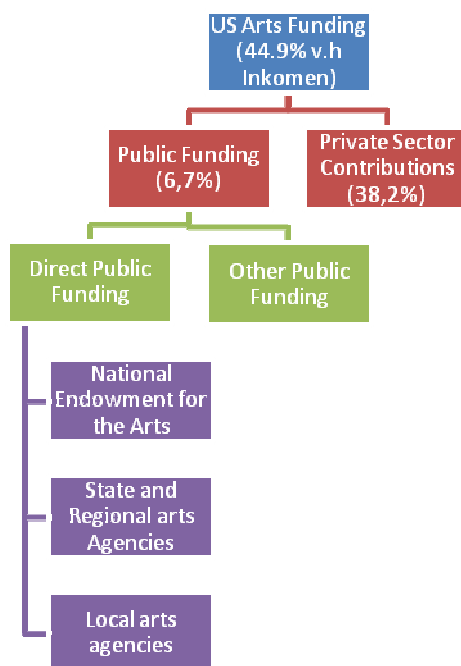 US Arts Funding
(44.9% v.h
Inkomen)
Public Funding
(6,7%)
Private Sector
Contributions
(38,2%)
Direct Public
Funding
Other Public
Funding
National
Endowment for
the Arts
State and
Regional arts
Agencies
Local arts
agencies